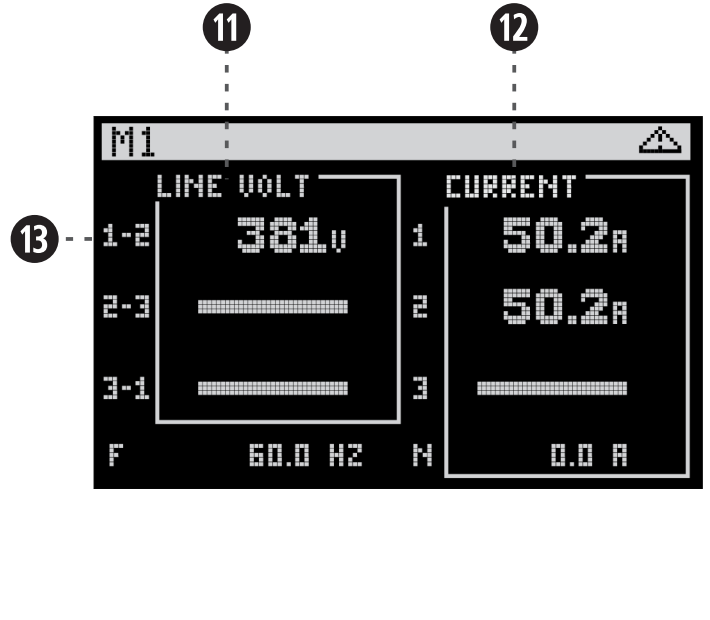 11 12
M1
LINE VOLT CURRENT
13 1-2 381V 1 50.2A
2-3 2 50.2A
3-1 3
F 60.0 HZ N 0.0 A